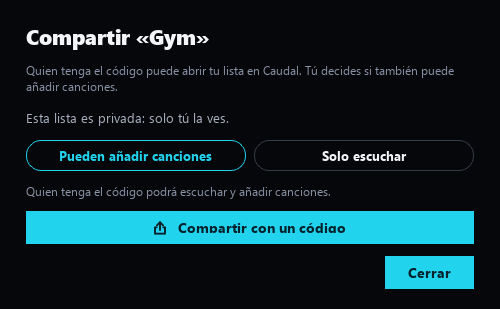 Compartir «Gym»
Quien tenga el código puede abrir tu lista en Caudal. Tú decides si también puede
añadir canciones.
Esta lista es privada: solo tú la ves.
Pueden añadir canciones
Solo escuchar
Quien tenga el código podrá escuchar y añadir canciones.
Compartir con un código
Cerrar